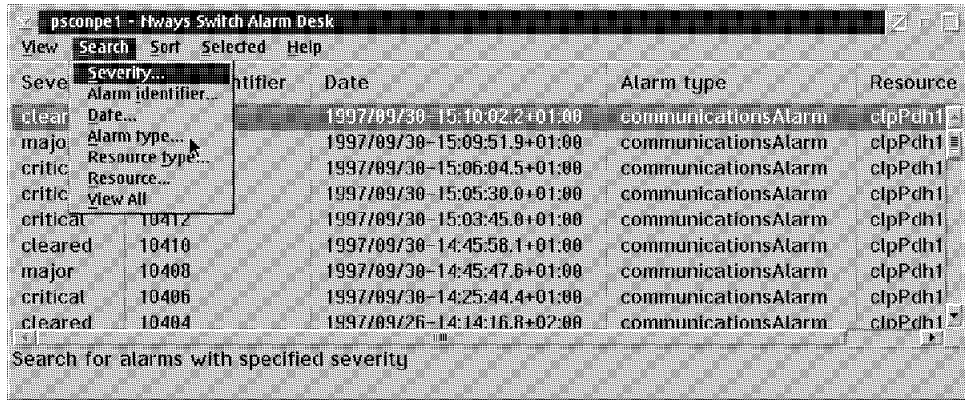 psconpe1 - Nways Switch Alarm Desk
View Search Sort Selected Help
Severity...
Alarm identifier...
Date...
Alarm type...
Resource type...
Resource...
View All
Seve ntifier Date Alarm type Resource
clear 1997/09/30-15:10:02.2+01:00 communicationsAlarm clpPdh1
majo 1997/09/30-15:09:51.9+01:00 communicationsAlarm clpPdh1
critic 1997/09/30-15:06:04.5+01:00 communicationsAlarm clpPdh1
critic 1997/09/30-15:05:30.0+01:00 communicationsAlarm clpPdh1
critical 10412 1997/09/30-15:03:45.0+01:00 communicationsAlarm clpPdh1
cleared 10410 1997/09/30-14:45:58.1+01:00 communicationsAlarm clpPdh1
major 10408 1997/09/30-14:45:47.6+01:00 communicationsAlarm clpPdh1
critical 10406 1997/09/30-14:25:44.4+01:00 communicationsAlarm clpPdh1
cleared 10404 1997/09/26-14:14:16.8+02:00 communicationsAlarm clpPdh1
Search for alarms with specified severity